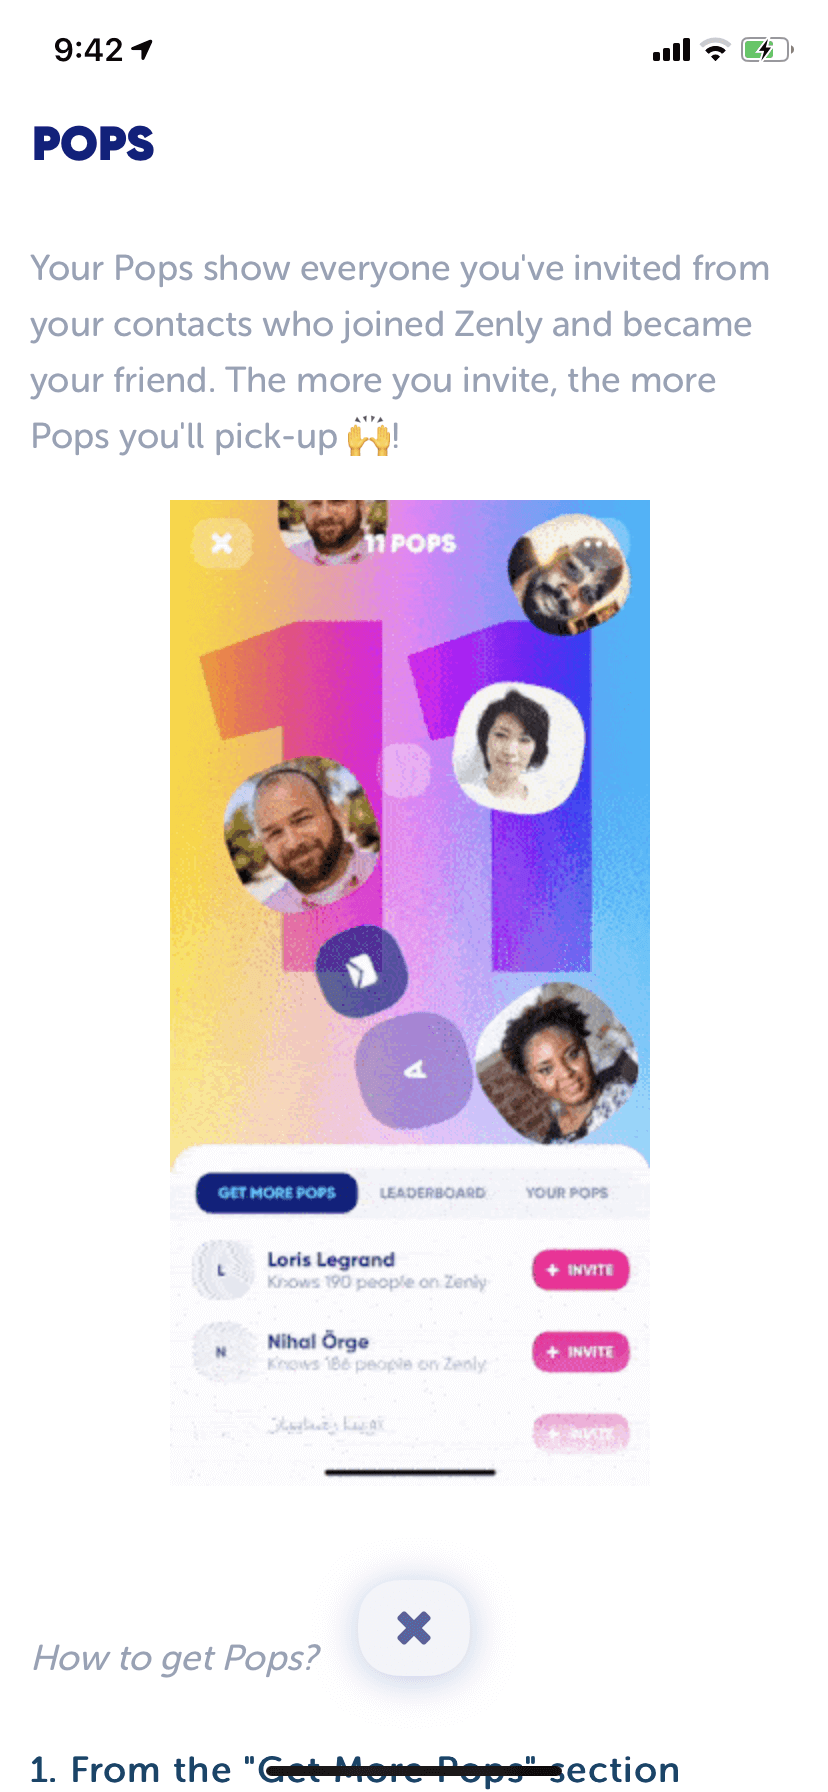 9:42
POPS
Your Pops show everyone you've invited from
your contacts who joined Zenly and became
your friend. The more you invite, the more
Pops you'll pick-up 🙌!
11 POPS
11
A
GET MORE POPS LEADERBOARD YOUR POPS
L Loris Legrand + INVITE
Knows 190 people on Zenly
N Nihal Örge + INVITE
Knows 186 people on Zenly
+ INVITE
How to get Pops?
1. From the "Get More Pops" section